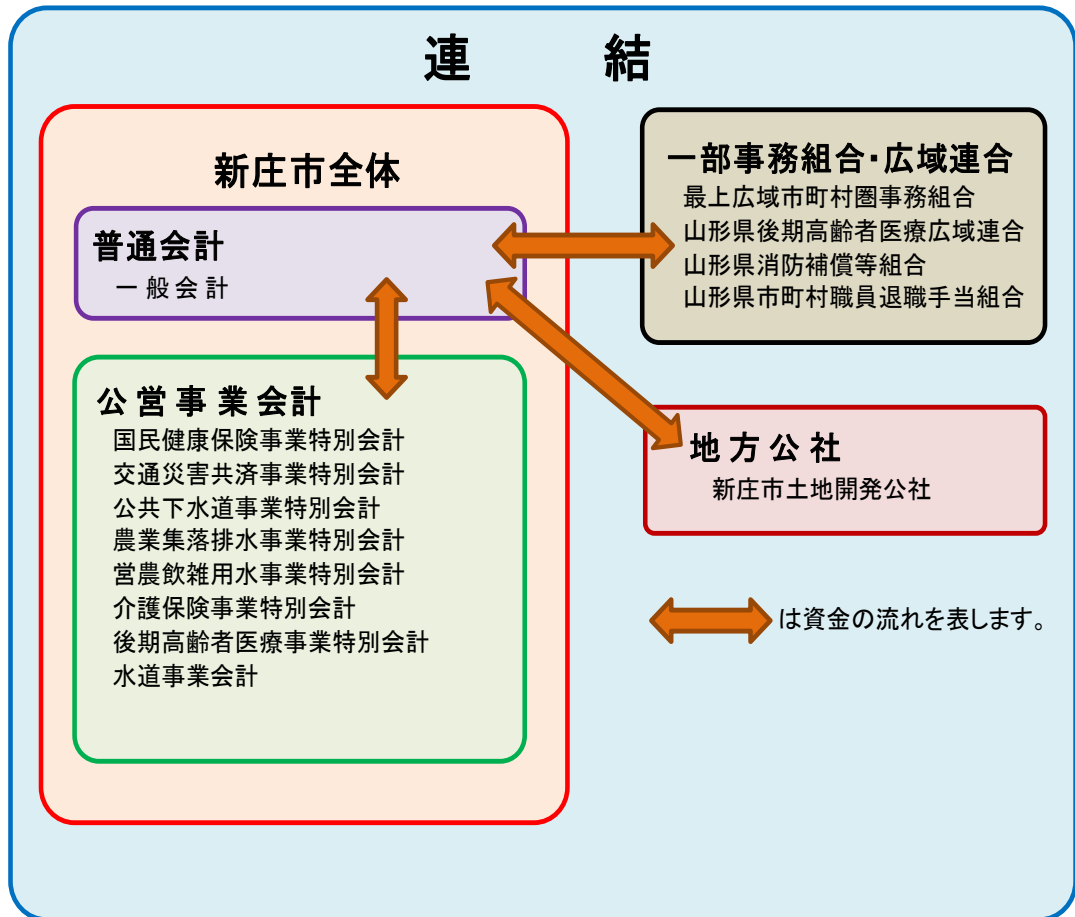 連　結
新庄市全体
普通会計
一般会計
公営事業会計
国民健康保険事業特別会計
交通災害共済事業特別会計
公共下水道事業特別会計
農業集落排水事業特別会計
営農飲雑用水事業特別会計
介護保険事業特別会計
後期高齢者医療事業特別会計
水道事業会計
一部事務組合・広域連合
最上広域市町村圏事務組合
山形県後期高齢者医療広域連合
山形県消防補償等組合
山形県市町村職員退職手当組合
地方公社
新庄市土地開発公社
は資金の流れを表します。